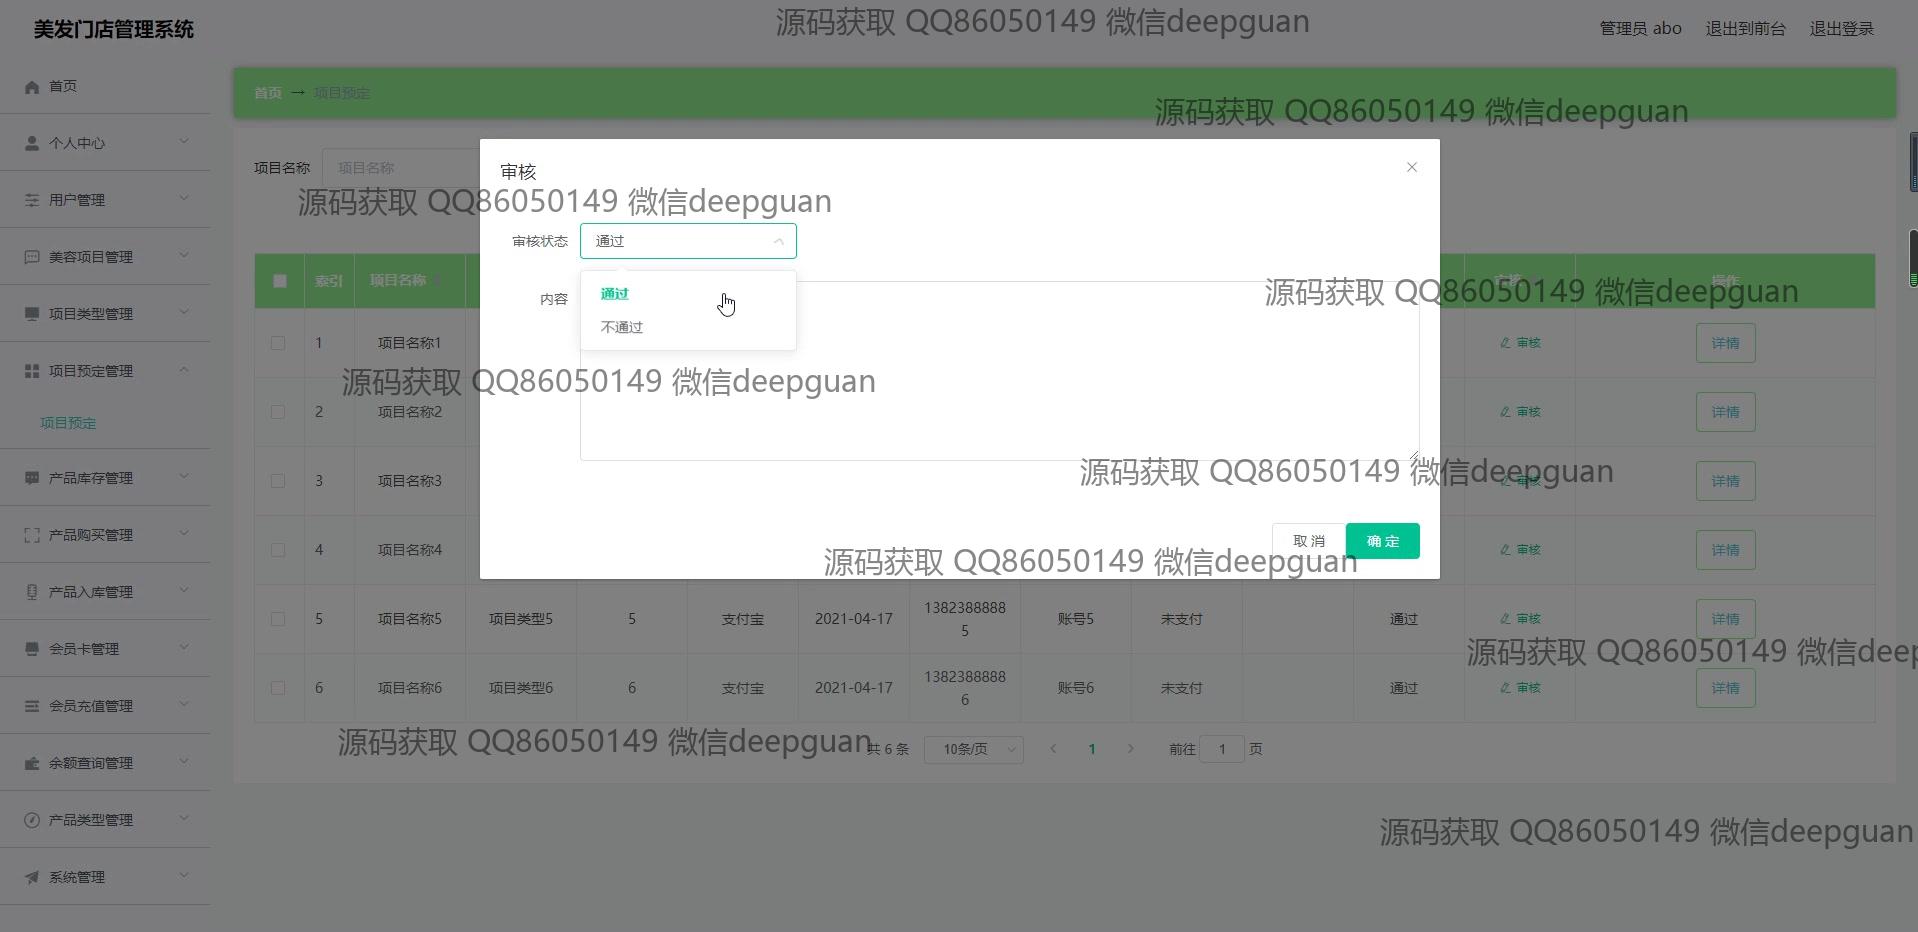 美发门店管理系统
管理员 abo 退出到前台 退出登录
源码获取 QQ86050149 微信deepguan
首页
个人中心
用户管理
美容项目管理
项目类型管理
项目预定管理
项目预定
产品库存管理
产品购买管理
产品入库管理
会员卡管理
会员充值管理
余额查询管理
产品类型管理
系统管理
首页 → 项目预定
源码获取 QQ86050149 微信deepguan
项目名称 项目名称
审核
源码获取 QQ86050149 微信deepguan
审核状态 通过
内容
通过
不通过
索引 项目名称 审核 操作
源码获取 QQ86050149 微信deepguan
1 项目名称1 审核 详情
源码获取 QQ86050149 微信deepguan
2 项目名称2 审核 详情
源码获取 QQ86050149 微信deepguan
3 项目名称3 审核 详情
取消 确定
4 项目名称4 审核 详情
源码获取 QQ86050149 微信deepguan
5 项目名称5 项目类型5 5 支付宝 2021-04-17 13823888885 账号5 未支付 通过 审核 详情
源码获取 QQ86050149 微信deep
6 项目名称6 项目类型6 6 支付宝 2021-04-17 13823888886 账号6 未支付 通过 审核 详情
源码获取 QQ86050149 微信deepguan
共 6 条 10条/页 1 前往 1 页
源码获取 QQ86050149 微信deepguan